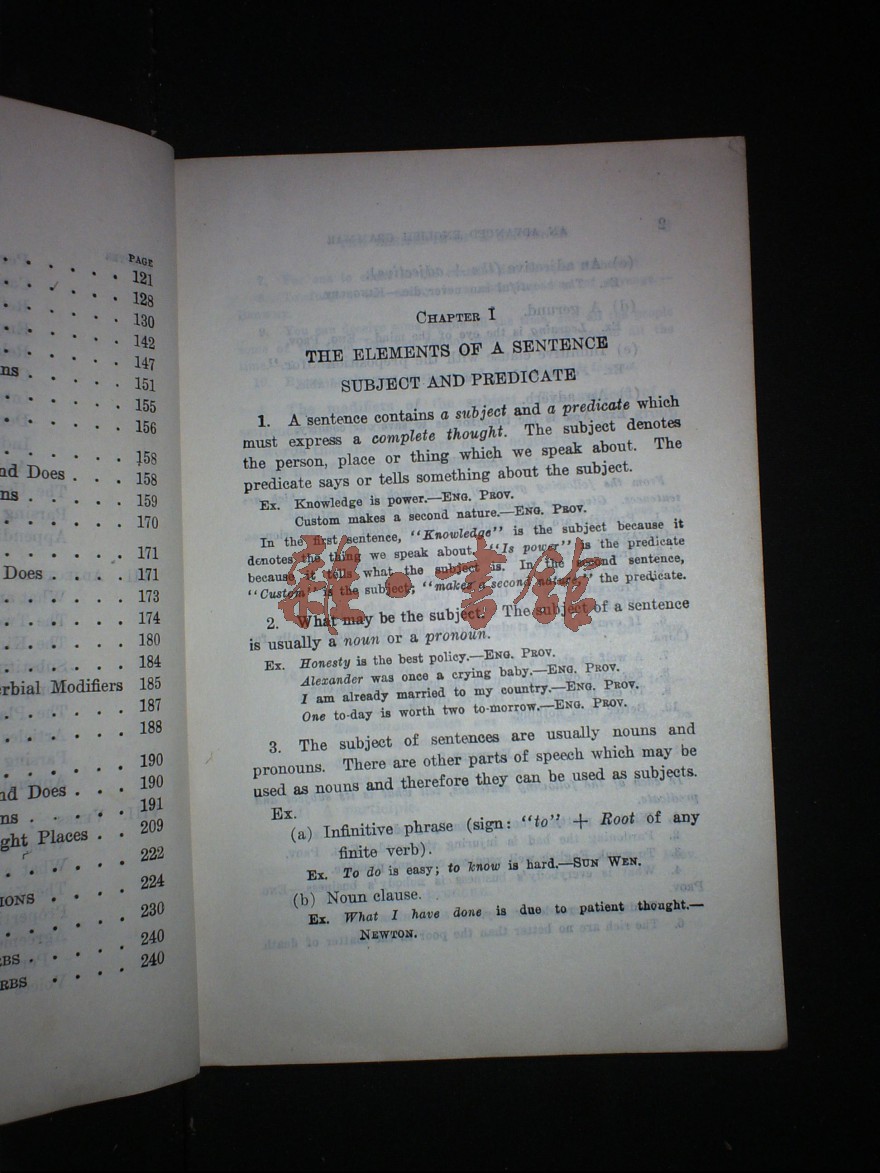 PAGE
121
128
130
142
147
ns . . . . . 151
155
156
158
nd Does . . . 158
ns . . . . . 159
170
171
Does . . . . 171
173
174
180
184
erbial Modifiers 185
187
188
190
nd Does . . . 190
ns . . . . . 191
ght Places . . 209
222
IONS . . . . 224
230
RBS . . . . . 240
RBS . . . . 240
CHAPTER I
THE ELEMENTS OF A SENTENCE
SUBJECT AND PREDICATE
1. A sentence contains a subject and a predicate which
must express a complete thought. The subject denotes
the person, place or thing which we speak about. The
predicate says or tells something about the subject.
Ex. Knowledge is power.—ENG. PROV.
Custom makes a second nature.—ENG. PROV.
In the first sentence, "Knowledge" is the subject because it
denotes the thing we speak about. "Is power" is the predicate
because it tells what the subject is. In the second sentence,
"Custom" is the subject; "makes a second nature," the predicate.
雜·書館
2. What may be the subject. The subject of a sentence
is usually a noun or a pronoun.
Ex. Honesty is the best policy.—ENG. PROV.
Alexander was once a crying baby.—ENG. PROV.
I am already married to my country.—ENG. PROV.
One to-day is worth two to-morrow.—ENG. PROV.
3. The subject of sentences are usually nouns and
pronouns. There are other parts of speech which may be
used as nouns and therefore they can be used as subjects.
Ex.
(a) Infinitive phrase (sign: "to" + Root of any
finite verb).
Ex. To do is easy; to know is hard.—SUN WEN.
(b) Noun clause.
Ex. What I have done is due to patient thought.—
NEWTON.